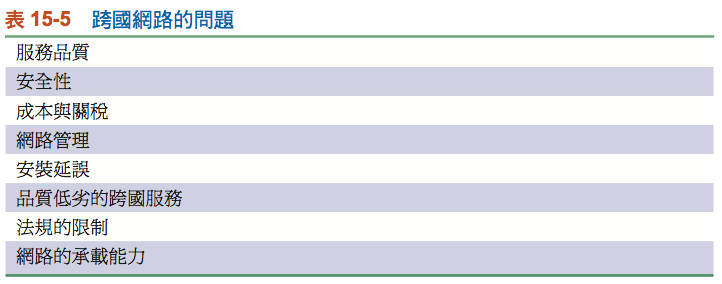 表 15-5 跨國網路的問題
服務品質
安全性
成本與關稅
網路管理
安裝延誤
品質低劣的跨國服務
法規的限制
網路的承載能力